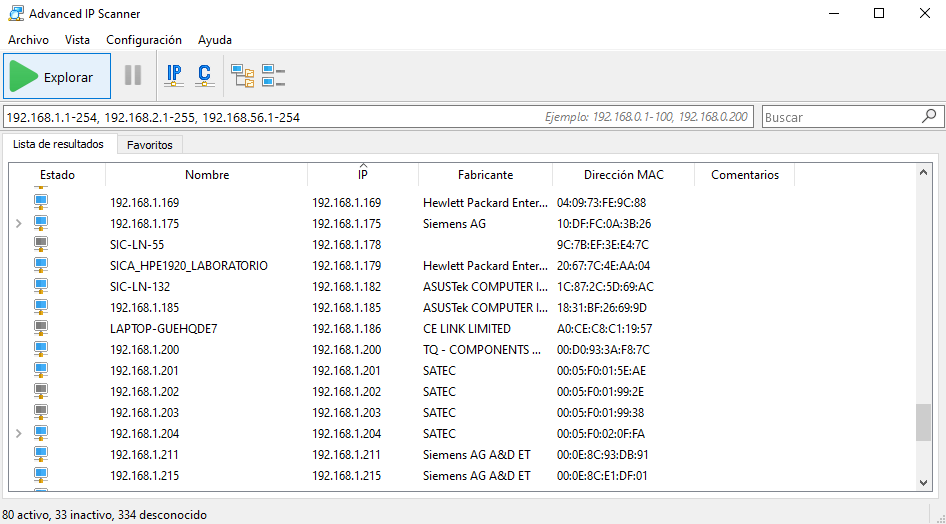 Advanced IP Scanner
Archivo Vista Configuración Ayuda
Explorar IP C
192.168.1.1-254, 192.168.2.1-255, 192.168.56.1-254 Ejemplo: 192.168.0.1-100, 192.168.0.200 Buscar
Lista de resultados Favoritos
Estado Nombre IP Fabricante Dirección MAC Comentarios
192.168.1.169 192.168.1.169 Hewlett Packard Enter... 04:09:73:FE:9C:88
192.168.1.175 192.168.1.175 Siemens AG 10:DF:FC:0A:3B:26
SIC-LN-55 192.168.1.178 9C:7B:EF:3E:E4:7C
SICA_HPE1920_LABORATORIO 192.168.1.179 Hewlett Packard Enter... 20:67:7C:4E:AA:04
SIC-LN-132 192.168.1.182 ASUSTek COMPUTER I... 1C:87:2C:5D:69:AC
192.168.1.185 192.168.1.185 ASUSTek COMPUTER I... 18:31:BF:26:69:9D
LAPTOP-GUEHQDE7 192.168.1.186 CE LINK LIMITED A0:CE:C8:C1:19:57
192.168.1.200 192.168.1.200 TQ - COMPONENTS ... 00:D0:93:3A:F8:7C
192.168.1.201 192.168.1.201 SATEC 00:05:F0:01:5E:AE
192.168.1.202 192.168.1.202 SATEC 00:05:F0:01:99:2E
192.168.1.203 192.168.1.203 SATEC 00:05:F0:01:99:38
192.168.1.204 192.168.1.204 SATEC 00:05:F0:02:0F:FA
192.168.1.211 192.168.1.211 Siemens AG A&D ET 00:0E:8C:93:DB:91
192.168.1.215 192.168.1.215 Siemens AG A&D ET 00:0E:8C:E1:DF:01
80 activo, 33 inactivo, 334 desconocido